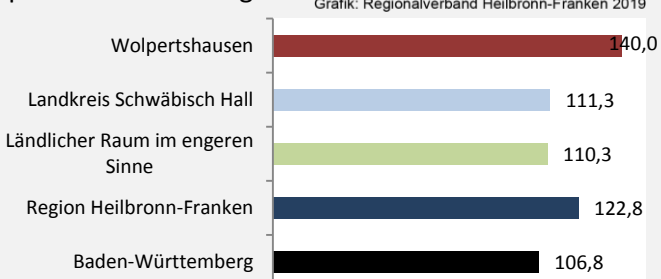 Grafik: Regionalverband Heilbronn-Franken 2019
Wolpertshausen 140,0
Landkreis Schwäbisch Hall 111,3
Ländlicher Raum im engeren
Sinne 110,3
Region Heilbronn-Franken 122,8
Baden-Württemberg 106,8